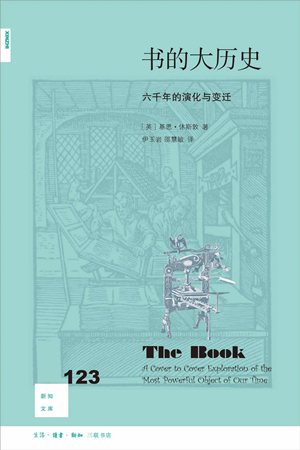 XINZHI
书的大历史
六千年的演化与变迁
[英] 基思·休斯敦 著
伊玉岩 邵慧敏 译
The Book
A Cover to Cover Exploration of the
Most Powerful Object of Our Time
123
新知
文库
生活·读书·新知 三联书店